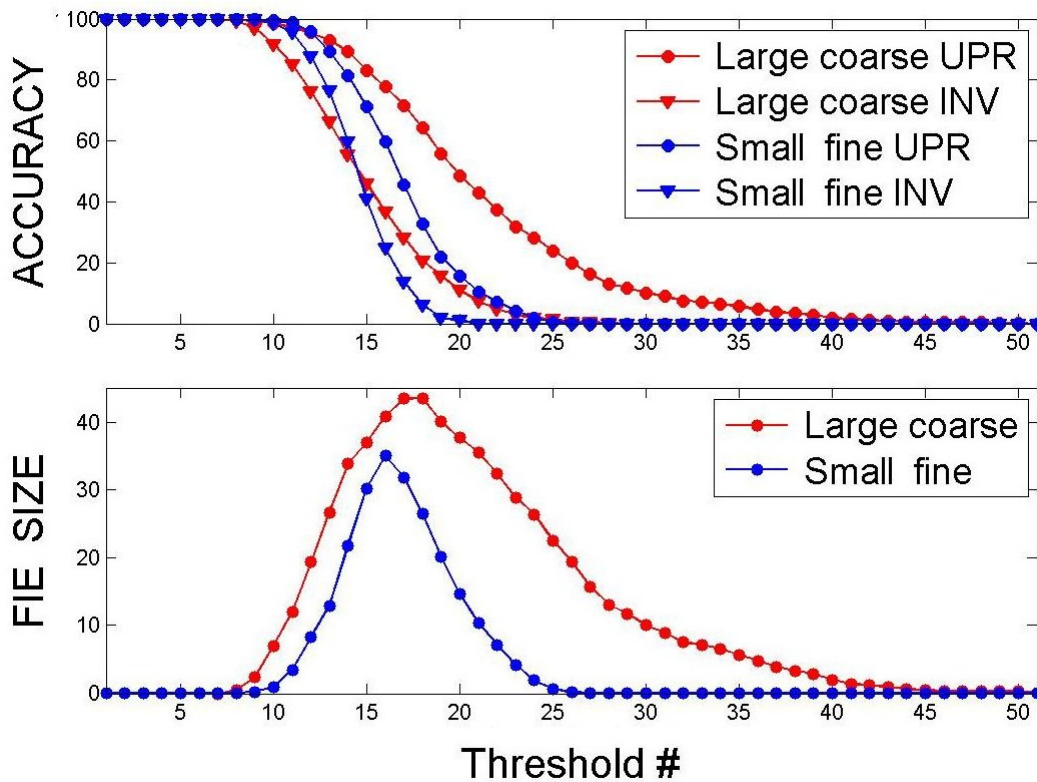 100
80
60
40
20
0
ACCURACY
Large coarse UPR
Large coarse INV
Small fine UPR
Small fine INV
5 10 15 20 25 30 35 40 45 50
40
30
20
10
0
FIE SIZE
Large coarse
Small fine
5 10 15 20 25 30 35 40 45 50
Threshold #